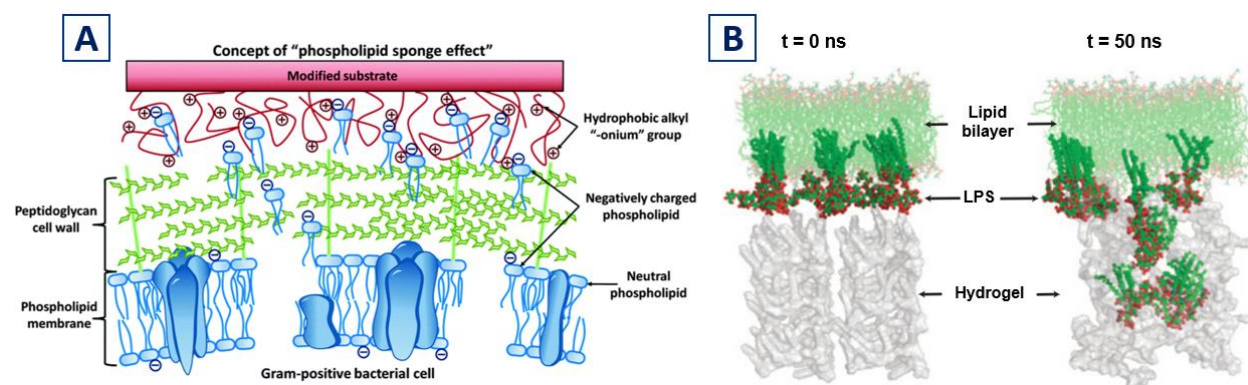 A
Concept of "phospholipid sponge effect"
Modified substrate
Hydrophobic alkyl
"-onium" group
Peptidoglycan
cell wall
Negatively charged
phospholipid
Phospholipid
membrane
Neutral
phospholipid
Gram-positive bacterial cell
B
t = 0 ns
t = 50 ns
Lipid
bilayer
LPS
Hydrogel